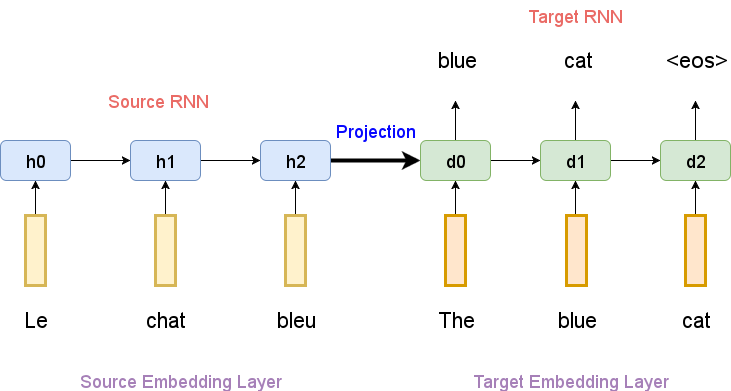 Target RNN
blue cat <eos>
Source RNN
Projection
h0 h1 h2 d0 d1 d2
Le chat bleu The blue cat
Source Embedding Layer Target Embedding Layer